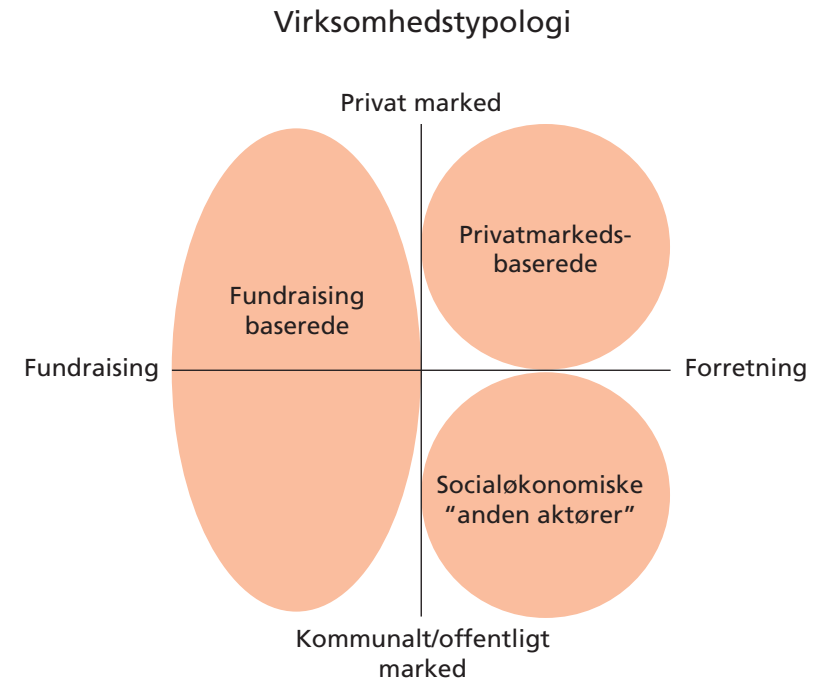 Virksomhedstypologi
Privat marked
Privatmarkeds-
baserede
Fundraising
baserede
Fundraising
Forretning
Socialøkonomiske
“anden aktører”
Kommunalt/offentligt
marked